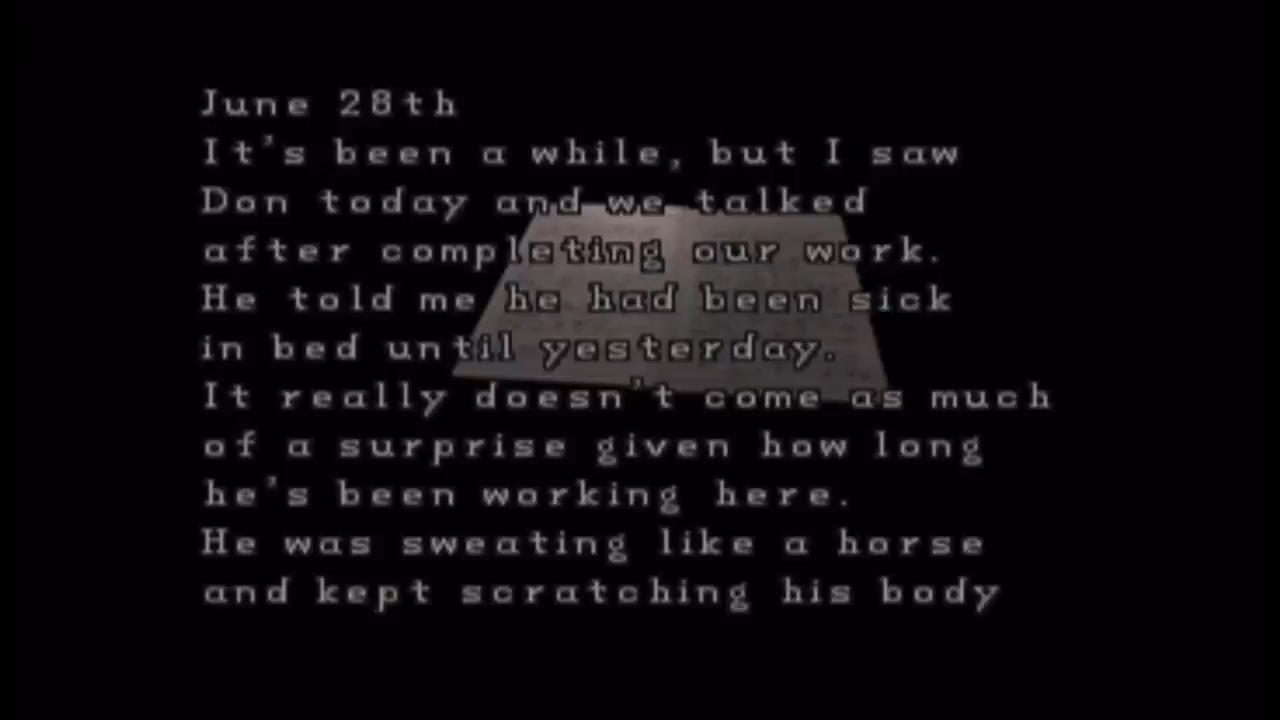 June 28th
It's been a while, but I saw
Don today and we talked
after completing our work.
He told me he had been sick
in bed until yesterday.
It really doesn't come as much
of a surprise given how long
he's been working here.
He was sweating like a horse
and kept scratching his body